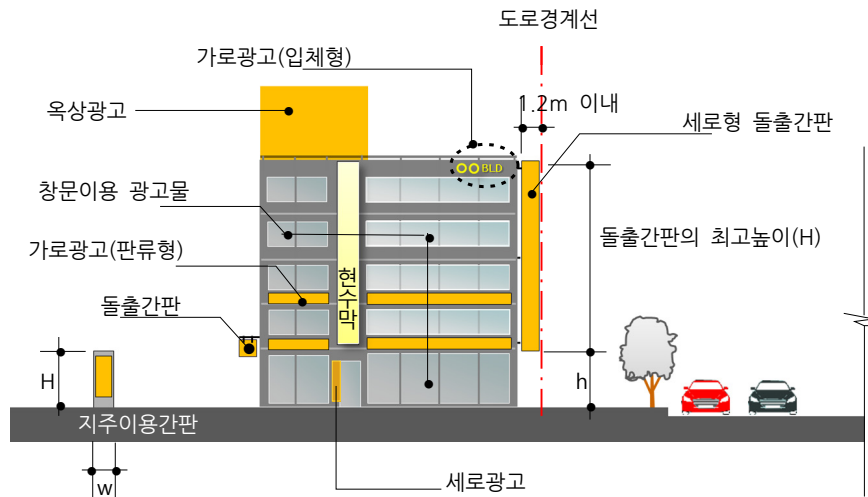 도로경계선
가로광고(입체형)
1.2m 이내
옥상광고
세로형 돌출간판
OO BLD
창문이용 광고물
돌출간판의 최고높이(H)
가로광고(판류형)
현수막
돌출간판
H
h
지주이용간판
w
세로광고